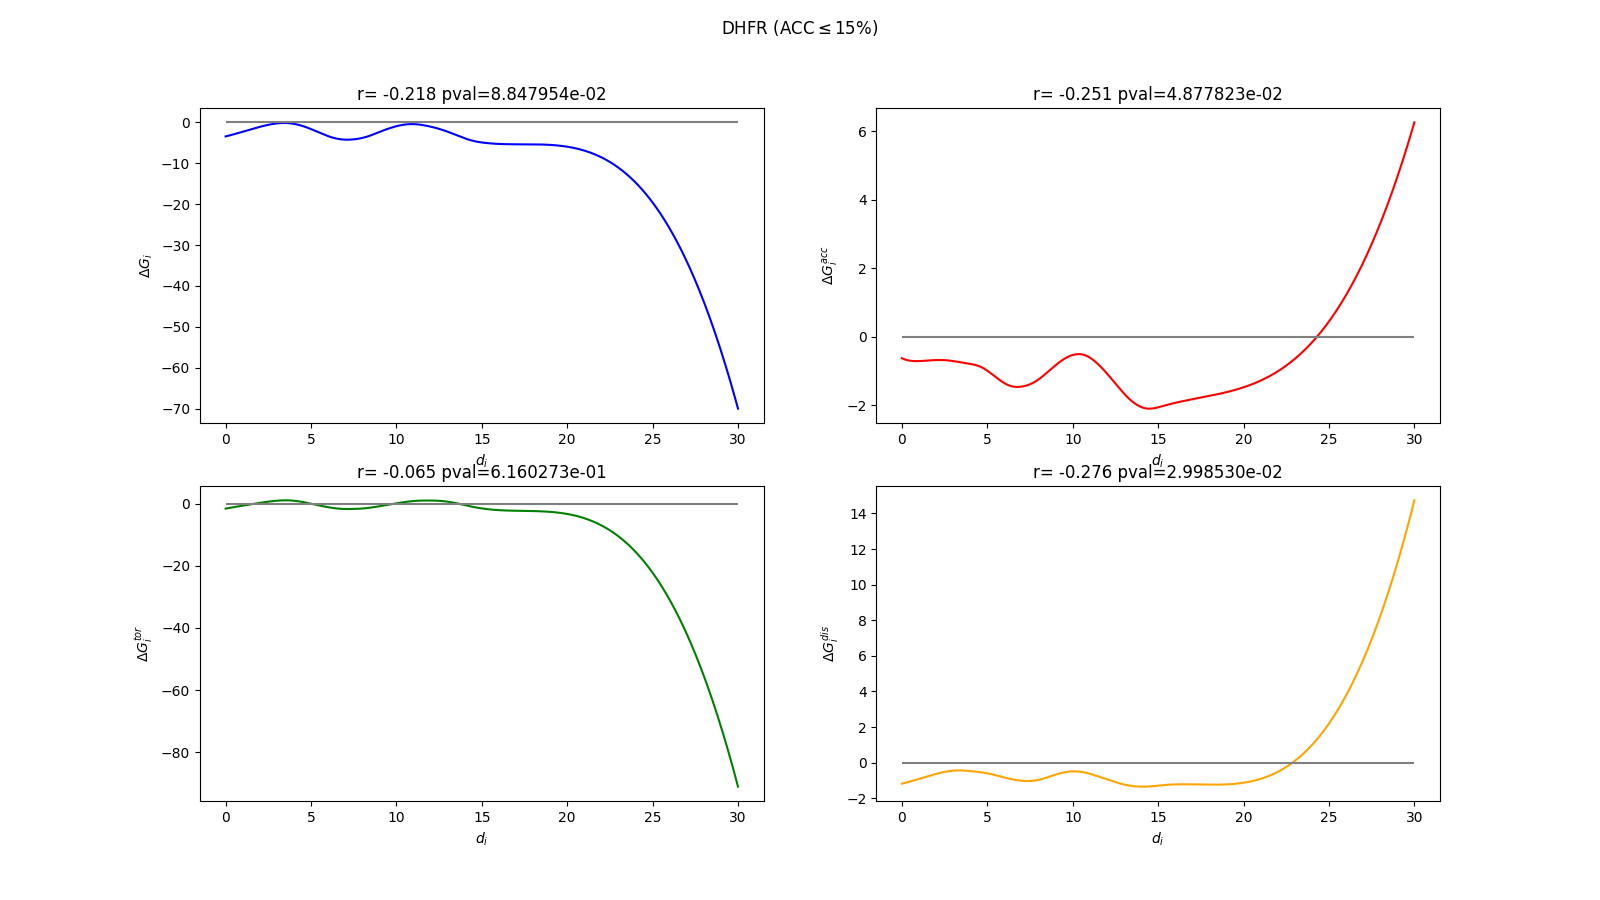 DHFR (ACC ≤ 15%)
r= -0.218 pval=8.847954e-02
0
−10
−20
−30
−40
−50
−60
−70
ΔG_i
0 5 10 15 20 25 30
d_i
r= -0.251 pval=4.877823e-02
6
4
2
0
−2
ΔG_i^acc
0 5 10 15 20 25 30
d_i
r= -0.065 pval=6.160273e-01
0
−20
−40
−60
−80
ΔG_i^tor
0 5 10 15 20 25 30
d_i
r= -0.276 pval=2.998530e-02
14
12
10
8
6
4
2
0
−2
ΔG_i^dis
0 5 10 15 20 25 30
d_i